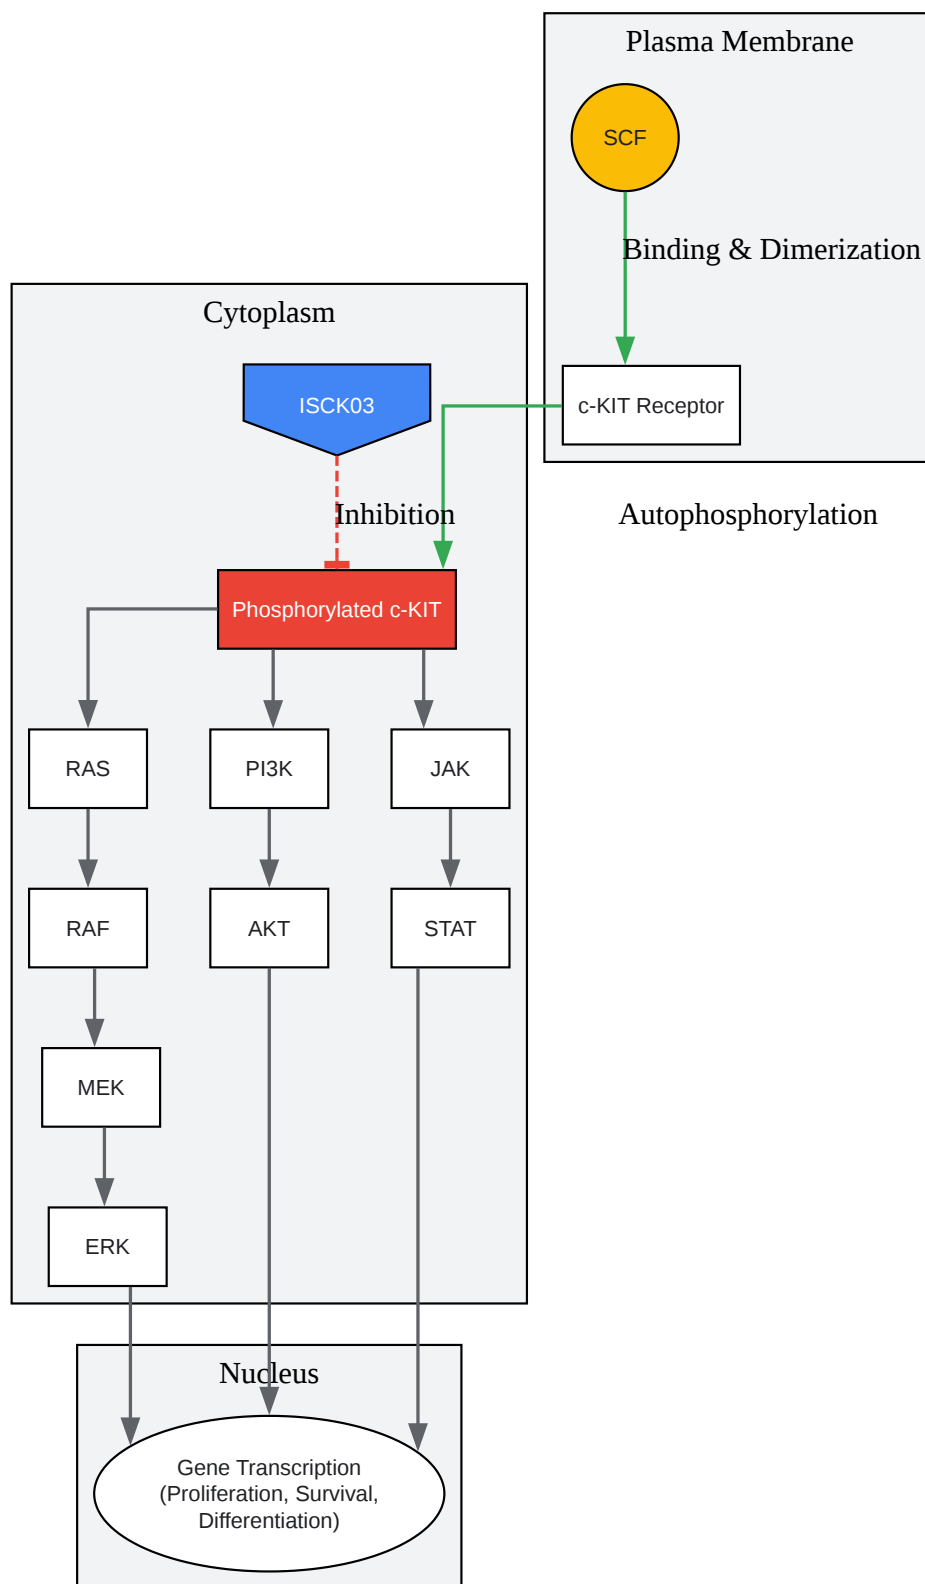 Plasma Membrane
SCF
Binding & Dimerization
Cytoplasm
ISCK03
c-KIT Receptor
Inhibition
Autophosphorylation
Phosphorylated c-KIT
RAS
PI3K
JAK
RAF
AKT
STAT
MEK
ERK
Nucleus
Gene Transcription
(Proliferation, Survival,
Differentiation)